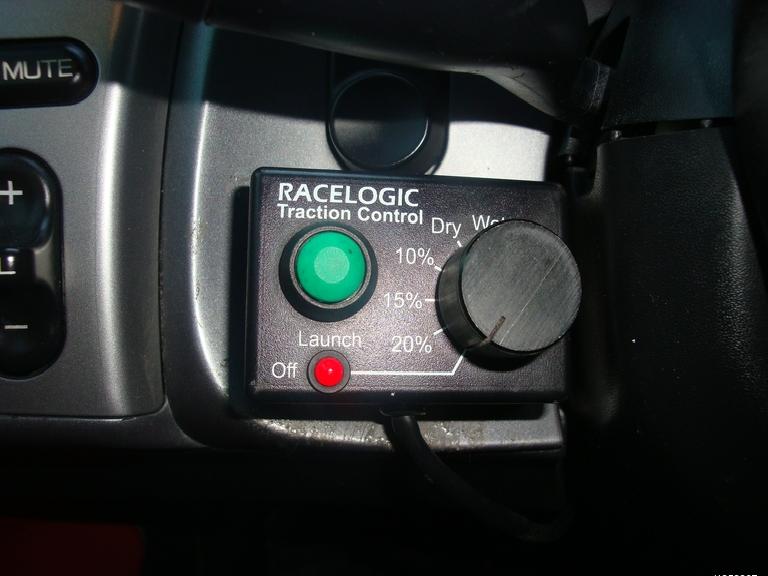 MUTE
+
L
−
RACELOGIC
Traction Control
Dry
10%
15%
20%
Launch
Off